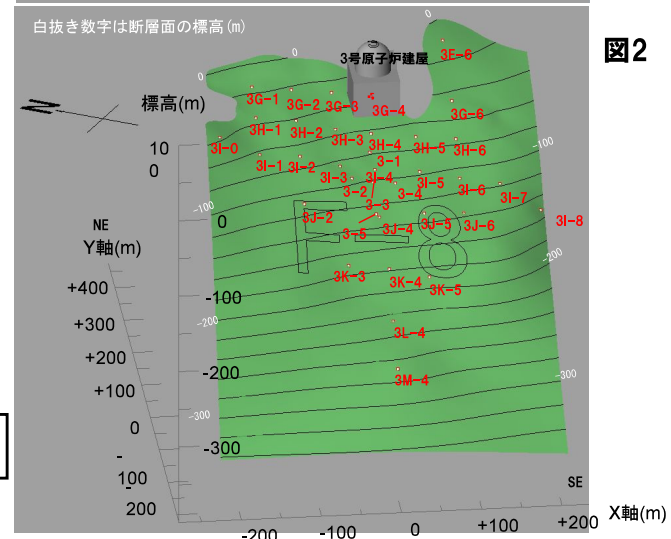 白抜き数字は断層面の標高(m)
図2
3号原子炉建屋
標高(m)
N
0
0
0
3E-6
3G-1
3G-2
3G-3
3G-4
3G-6
3H-1
3H-2
3H-3
3H-4
3H-5
3H-6
3I-0
3I-1
3I-2
3I-3
3-1
3I-4
3I-5
3I-6
3I-7
3I-8
3-2
3-3
3-4
3-5
3J-2
3J-4
3J-5
3J-6
3K-3
3K-4
3K-5
3L-4
3M-4
F-8
-100
-100
-200
-200
-300
-300
10
0
0
-100
-200
-300
NE
Y軸(m)
+400
+300
+200
+100
0
-
100
-
200
SE
-200
-100
0
+100
+200
X軸(m)